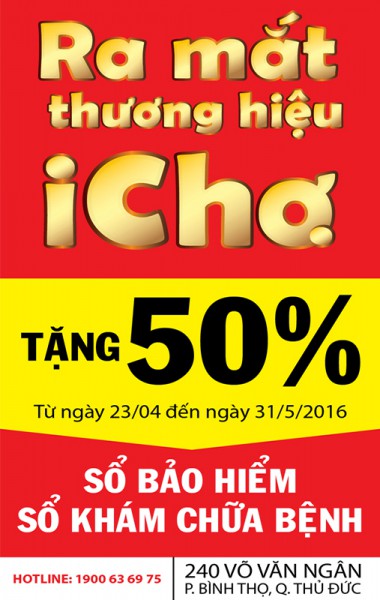 Ra mắt
thương hiệu
iChợ
TẶNG 50%
Từ ngày 23/04 đến ngày 31/5/2016
SỔ BẢO HIỂM
SỔ KHÁM CHỮA BỆNH
HOTLINE: 1900 63 69 75
240 VÕ VĂN NGÂN
P. BÌNH THỌ, Q. THỦ ĐỨC